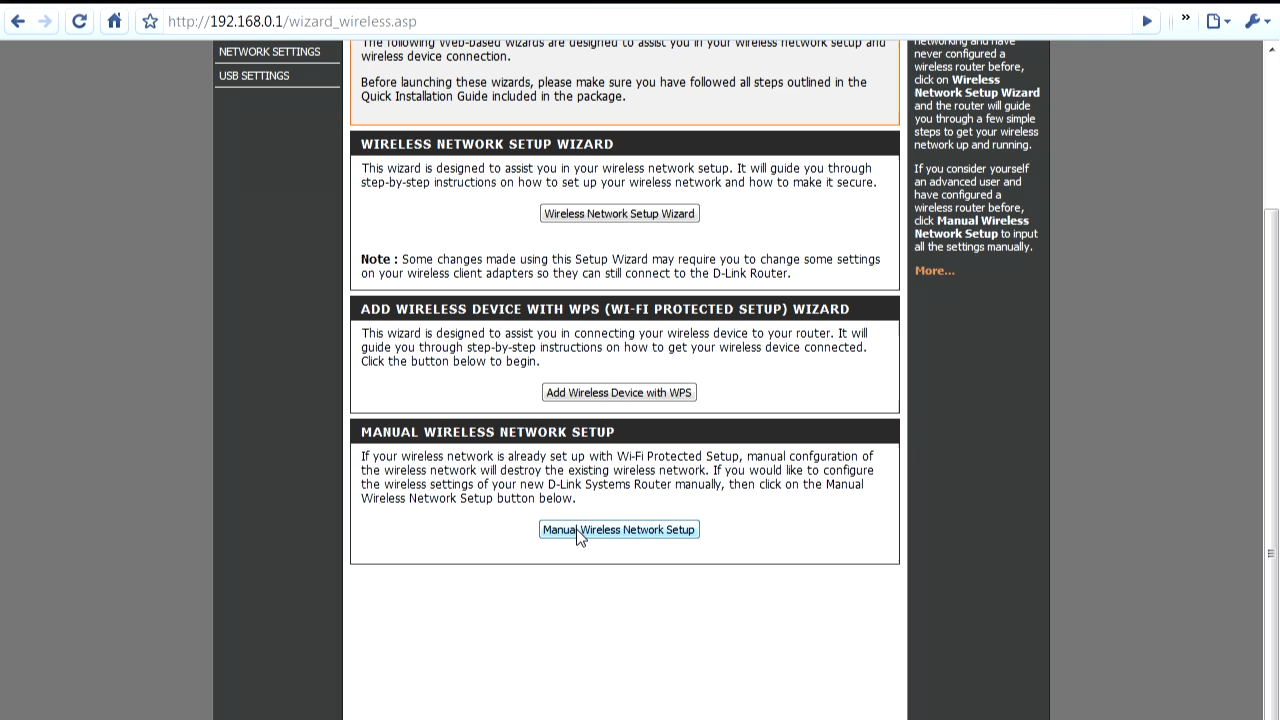 http://192.168.0.1/wizard_wireless.asp
NETWORK SETTINGS
USB SETTINGS
The following Web-based wizards are designed to assist you in your wireless network setup and
wireless device connection.
Before launching these wizards, please make sure you have followed all steps outlined in the
Quick Installation Guide included in the package.
WIRELESS NETWORK SETUP WIZARD
This wizard is designed to assist you in your wireless network setup. It will guide you through
step-by-step instructions on how to set up your wireless network and how to make it secure.
Wireless Network Setup Wizard
Note : Some changes made using this Setup Wizard may require you to change some settings
on your wireless client adapters so they can still connect to the D-Link Router.
ADD WIRELESS DEVICE WITH WPS (WI-FI PROTECTED SETUP) WIZARD
This wizard is designed to assist you in connecting your wireless device to your router. It will
guide you through step-by-step instructions on how to get your wireless device connected.
Click the button below to begin.
Add Wireless Device with WPS
MANUAL WIRELESS NETWORK SETUP
If your wireless network is already set up with Wi-Fi Protected Setup, manual confguration of
the wireless network will destroy the existing wireless network. If you would like to configure
the wireless settings of your new D-Link Systems Router manually, then click on the Manual
Wireless Network Setup button below.
Manual Wireless Network Setup
networking and have
never configured a
wireless router before,
click on Wireless
Network Setup Wizard
and the router will guide
you through a few simple
steps to get your wireless
network up and running.
If you consider yourself
an advanced user and
have configured a
wireless router before,
click Manual Wireless
Network Setup to input
all the settings manually.
More...